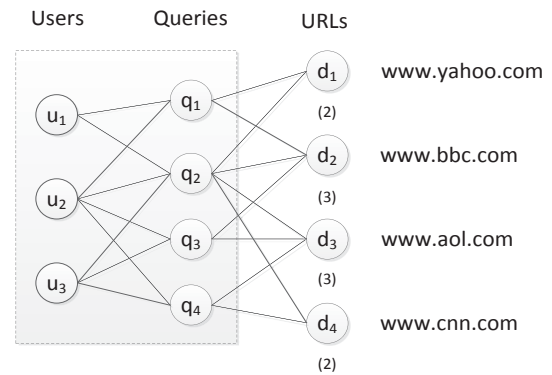 Users Queries URLs
u1 q1 d1 www.yahoo.com
(2)
u2 q2 d2 www.bbc.com
(3)
u3 q3 d3 www.aol.com
(3)
q4 d4 www.cnn.com
(2)